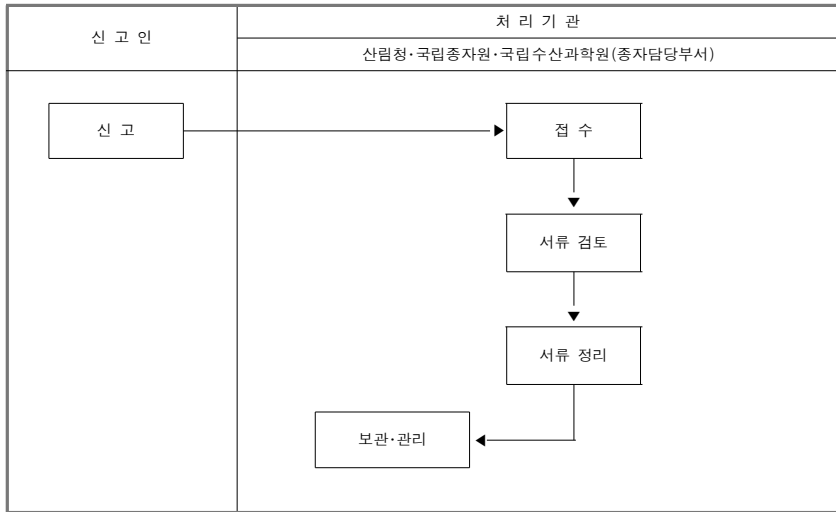 신 고 인
처 리 기 관
산림청·국립종자원·국립수산과학원(종자담당부서)
신 고
접 수
서류 검토
서류 정리
보관·관리